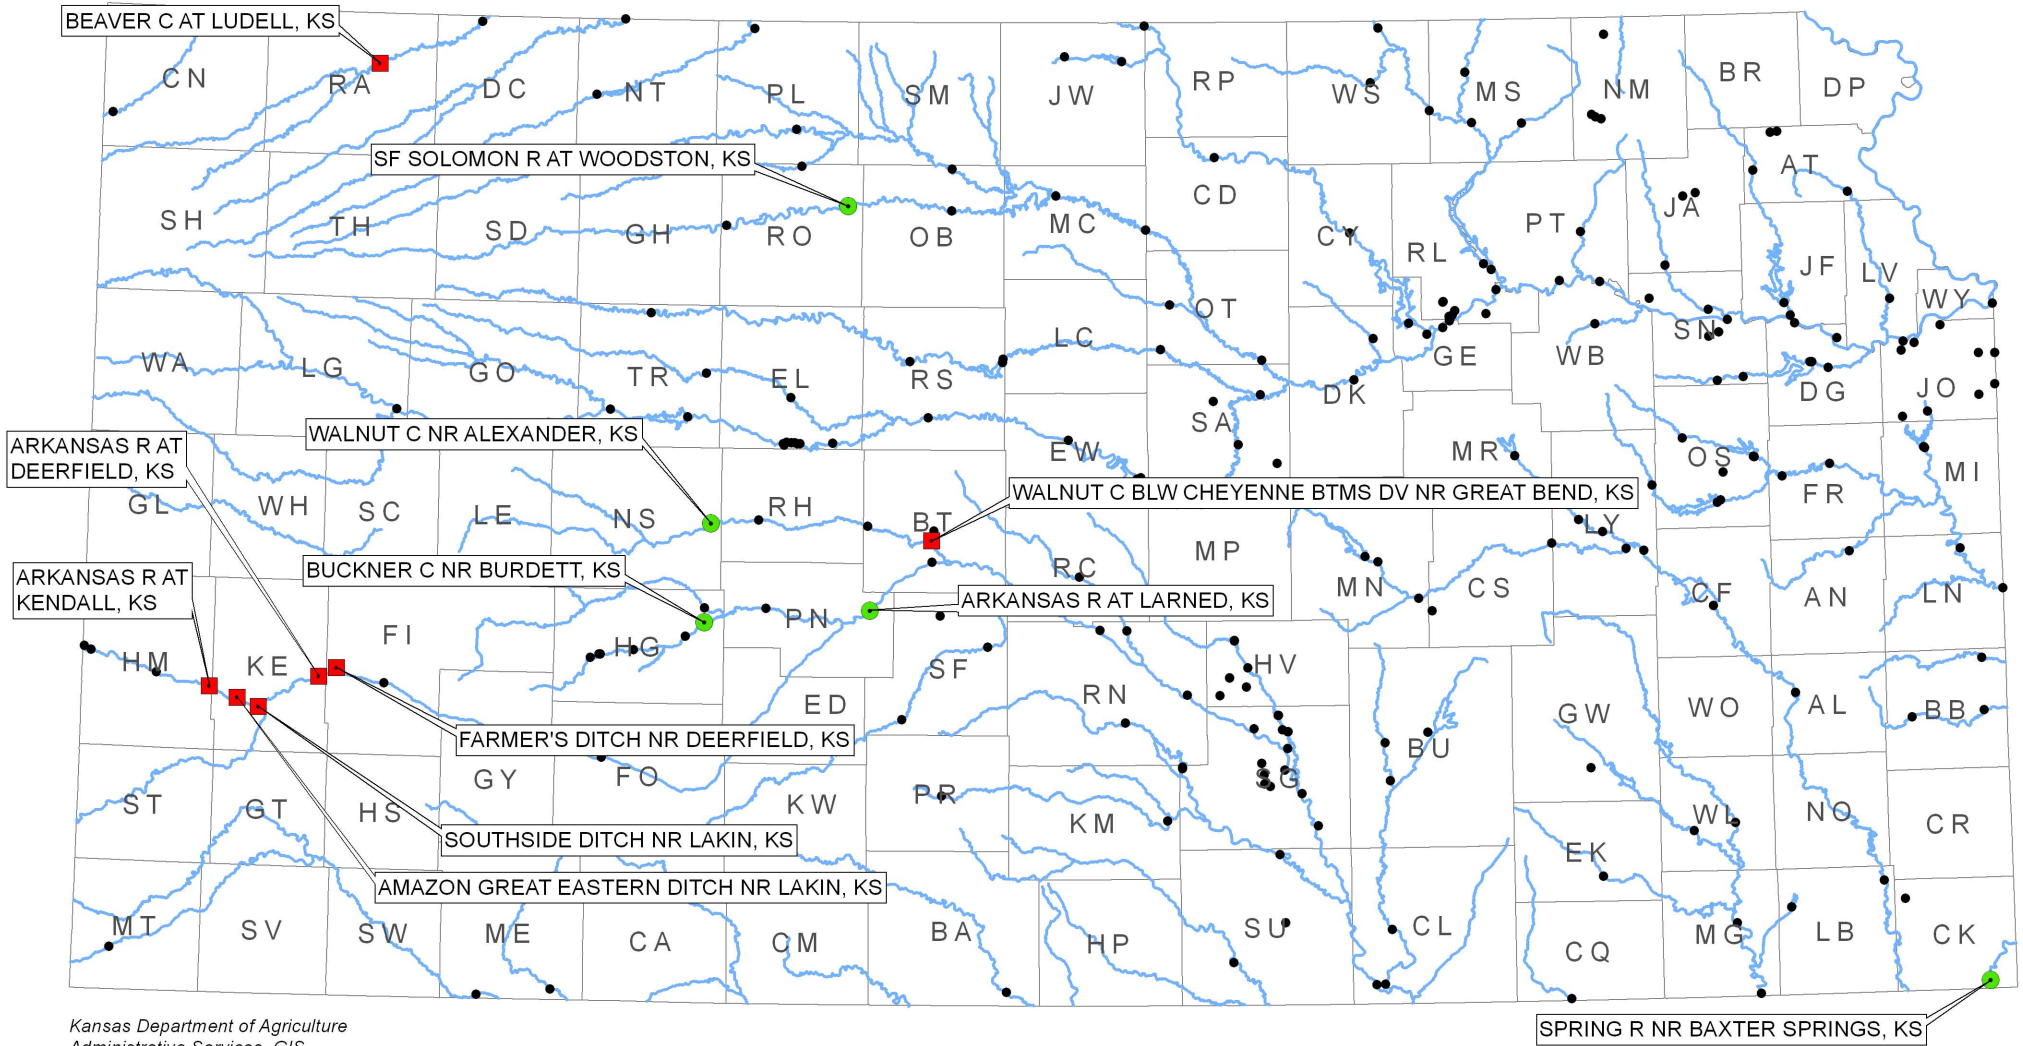 BEAVER C AT LUDELL, KS
CN
RA
DC
NT
PL
SM
JW
RP
WS
MS
NM
BR
DP
SF SOLOMON R AT WOODSTON, KS
SH
TH
SD
GH
RO
OB
MC
CD
CY
RL
PT
JA
AT
JF
LV
WY
WA
LG
GO
TR
EL
RS
LC
OT
SA
DK
GE
WB
SN
DG
JO
WALNUT C NR ALEXANDER, KS
ARKANSAS R AT
DEERFIELD, KS
EW
MR
OS
FR
MI
GL
WH
SC
LE
NS
RH
BT
WALNUT C BLW CHEYENNE BTMS DV NR GREAT BEND, KS
RC
MP
MN
CS
LY
CF
AN
LN
BUCKNER C NR BURDETT, KS
ARKANSAS R AT
KENDALL, KS
ARKANSAS R AT LARNED, KS
HM
KE
FI
HG
PN
SF
ED
RN
HV
BU
GW
WO
AL
BB
FARMER'S DITCH NR DEERFIELD, KS
ST
GT
HS
GY
FO
KW
PR
KM
SG
EK
WL
NO
CR
SOUTHSIDE DITCH NR LAKIN, KS
AMAZON GREAT EASTERN DITCH NR LAKIN, KS
MT
SV
SW
ME
CA
CM
BA
HP
SU
CL
CQ
MG
LB
CK
SPRING R NR BAXTER SPRINGS, KS
Kansas Department of Agriculture
Administrative Services, GIS